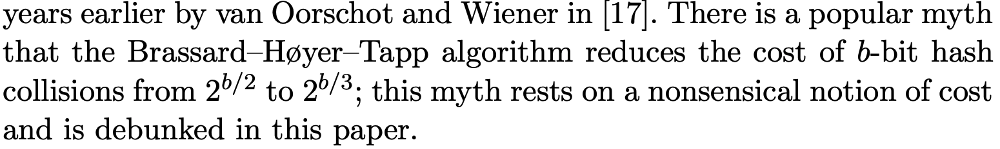 years earlier by van Oorschot and Wiener in [17]. There is a popular myth
that the Brassard–Høyer–Tapp algorithm reduces the cost of b-bit hash
collisions from 2^{b/2} to 2^{b/3}; this myth rests on a nonsensical notion of cost
and is debunked in this paper.